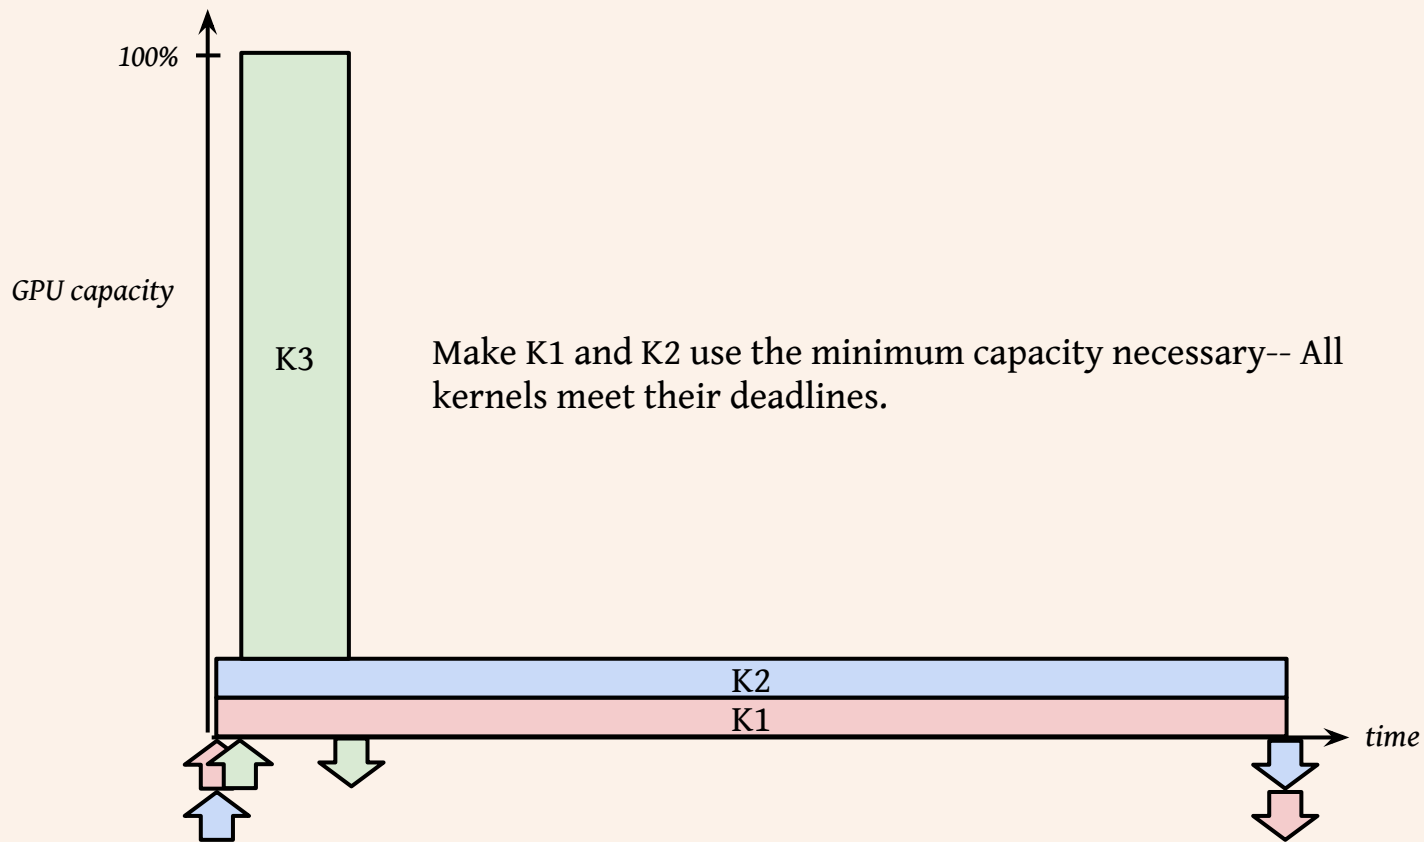 100%
GPU capacity
K3
Make K1 and K2 use the minimum capacity necessary-- All
kernels meet their deadlines.
K2
K1
time